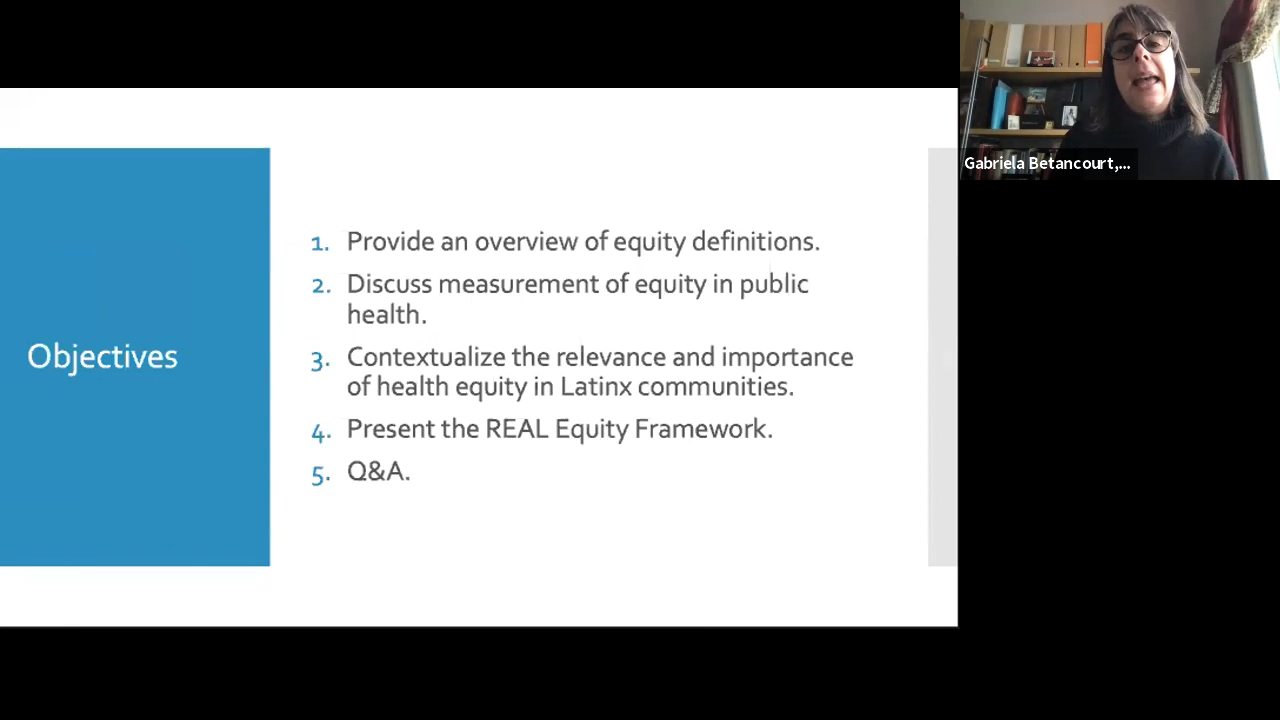 Objectives
1. Provide an overview of equity definitions.
2. Discuss measurement of equity in public
health.
3. Contextualize the relevance and importance
of health equity in Latinx communities.
4. Present the REAL Equity Framework.
5. Q&A.
Gabriela Betancourt,...